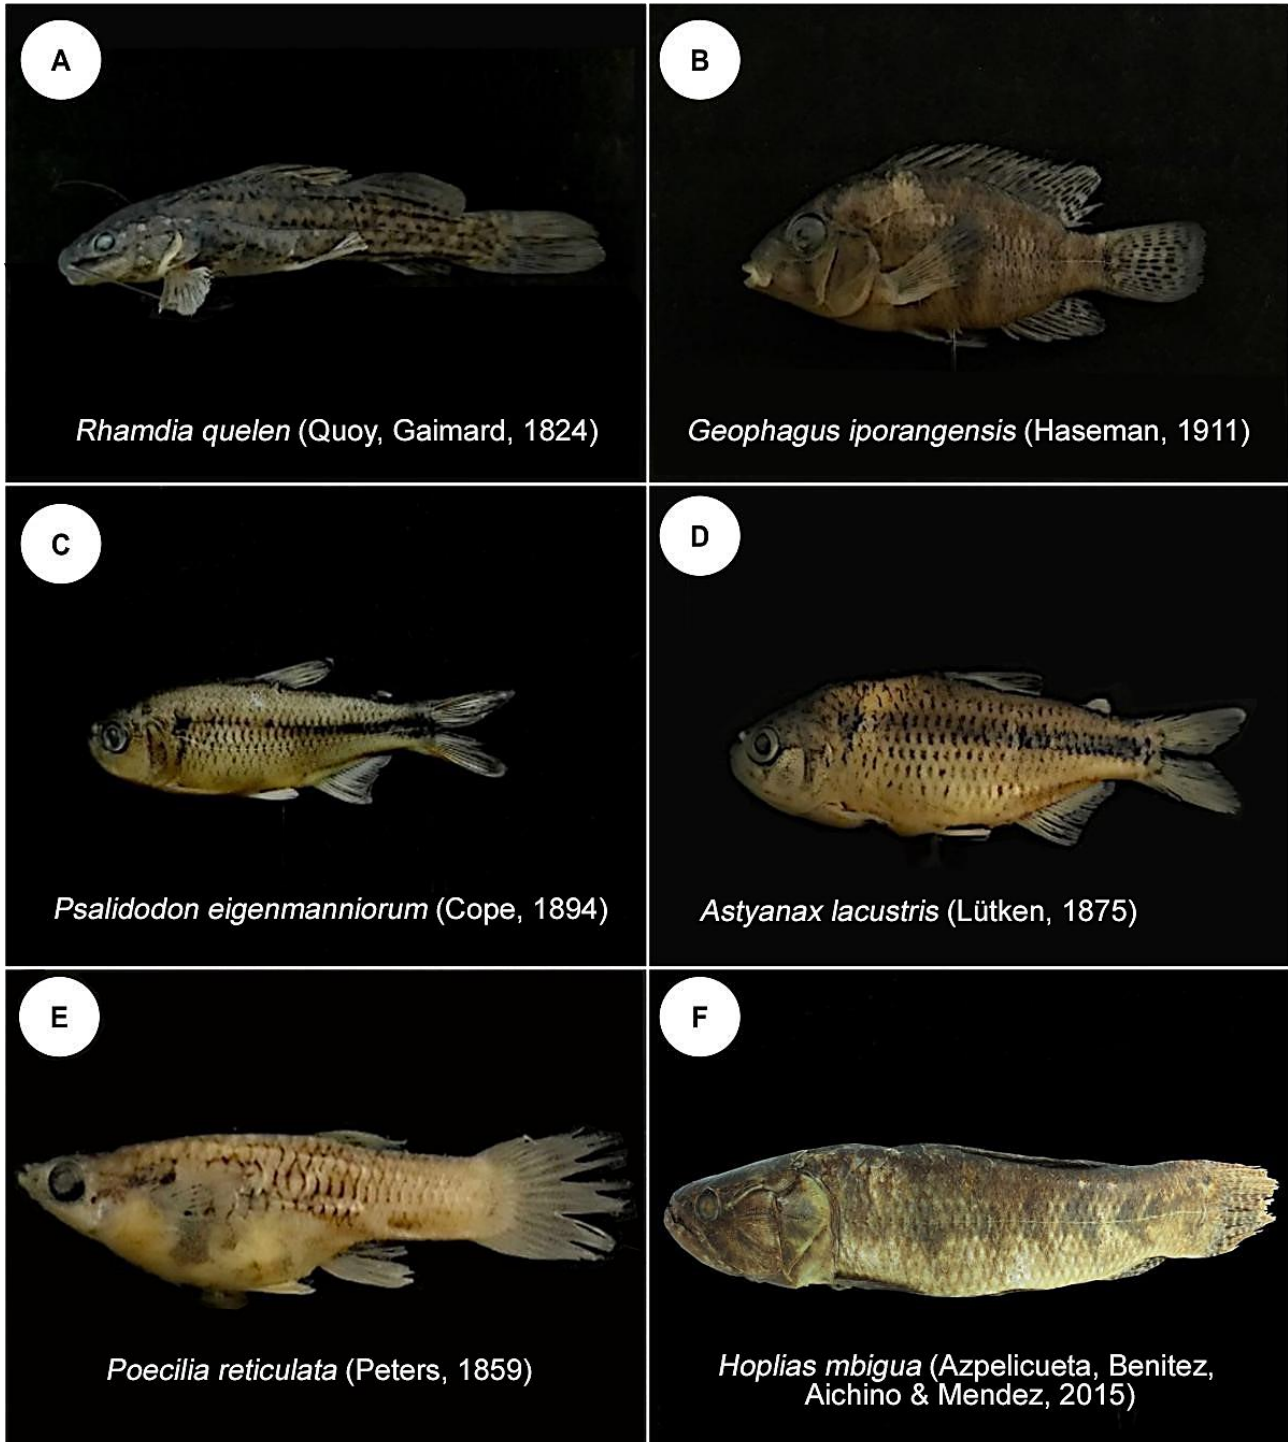 A
B
Rhamdia quelen (Quoy, Gaimard, 1824)
Geophagus iporangensis (Haseman, 1911)
C
D
Psalidodon eigenmanniorum (Cope, 1894)
Astyanax lacustris (Lütken, 1875)
E
F
Poecilia reticulata (Peters, 1859)
Hoplias mbigua (Azpelicueta, Benitez,
Aichino & Mendez, 2015)